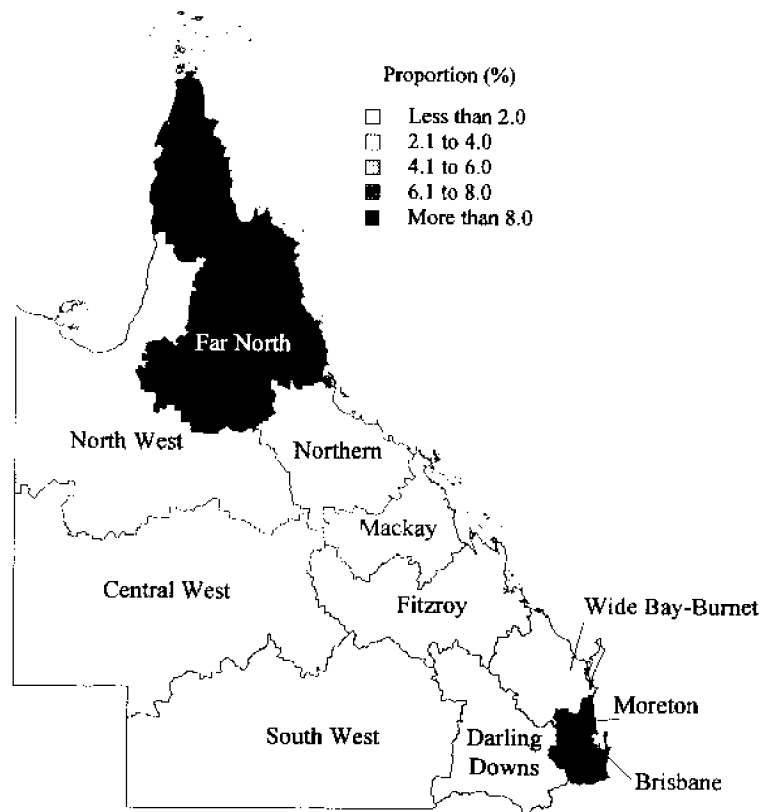 Proportion (%)
Less than 2.0
2.1 to 4.0
4.1 to 6.0
6.1 to 8.0
More than 8.0
Far North
North West
Northern
Mackay
Central West
Fitzroy
Wide Bay-Burnet
Moreton
South West
Darling
Downs
Brisbane